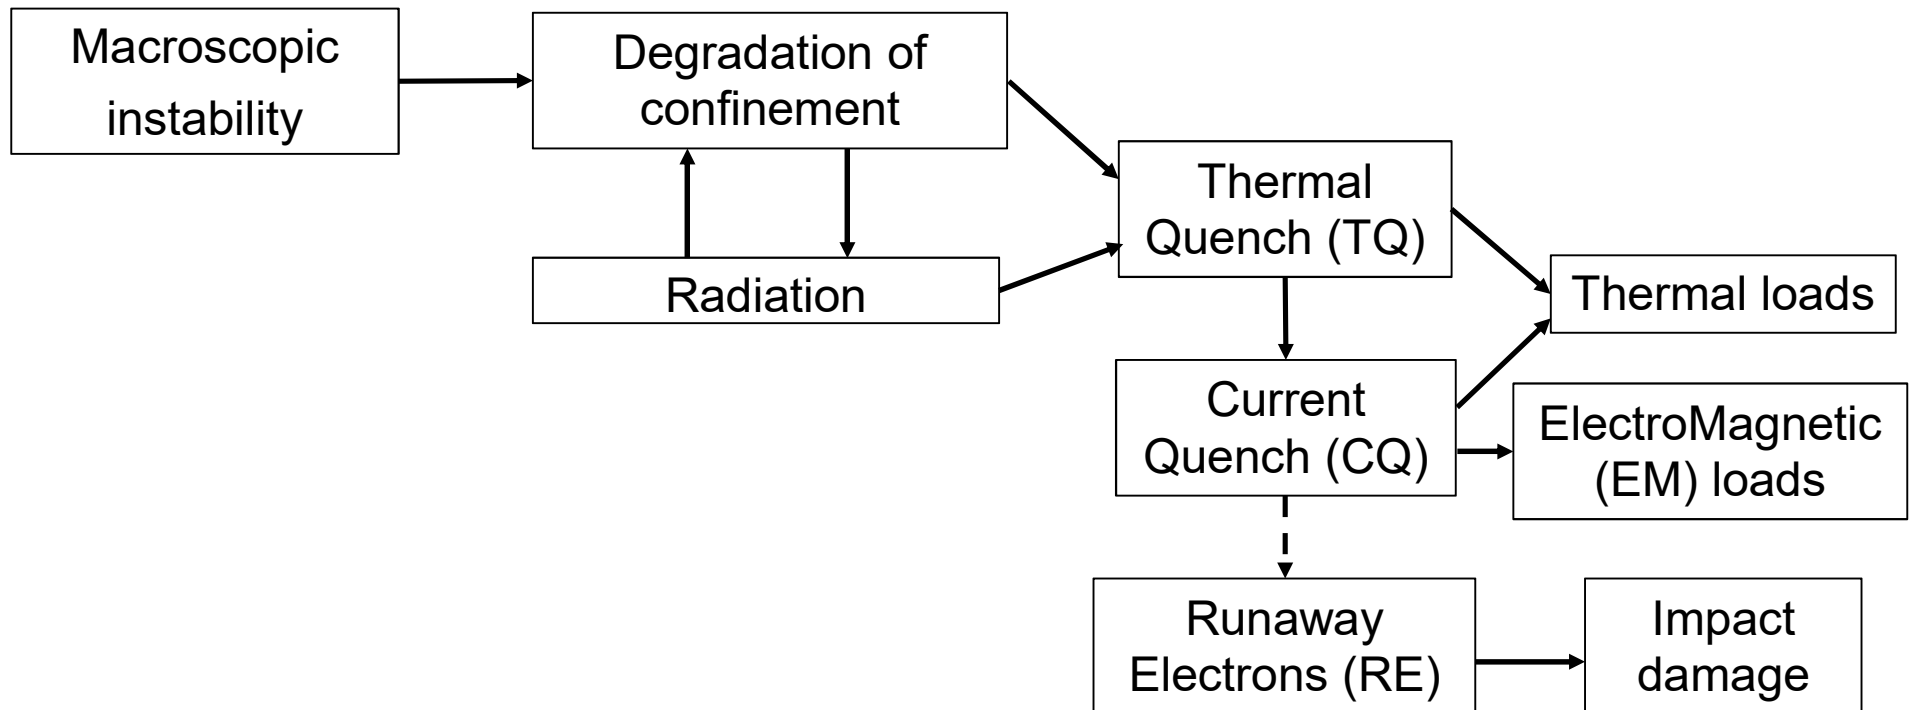 Macroscopic
instability
Degradation of
confinement
Radiation
Thermal
Quench (TQ)
Thermal loads
Current
Quench (CQ)
ElectroMagnetic
(EM) loads
Runaway
Electrons (RE)
Impact
damage